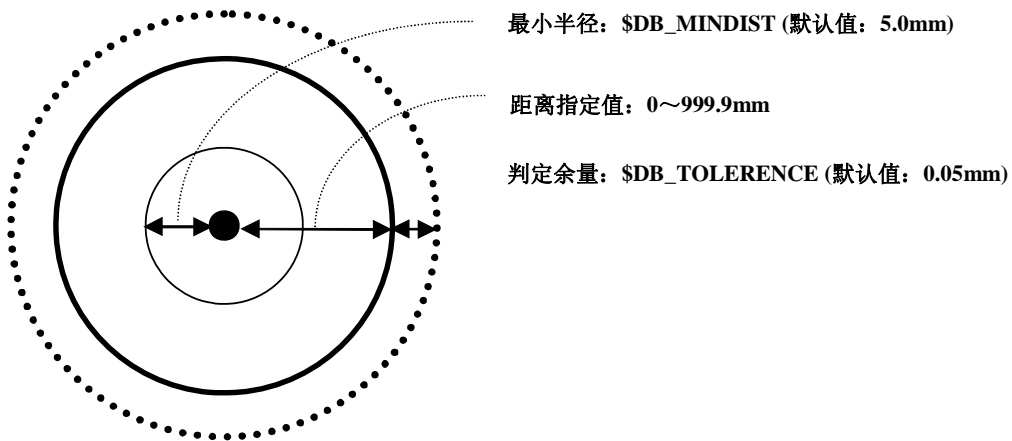 最小半径：$DB_MINDIST (默认值：5.0mm)
距离指定值：0～999.9mm
判定余量：$DB_TOLERENCE (默认值：0.05mm)